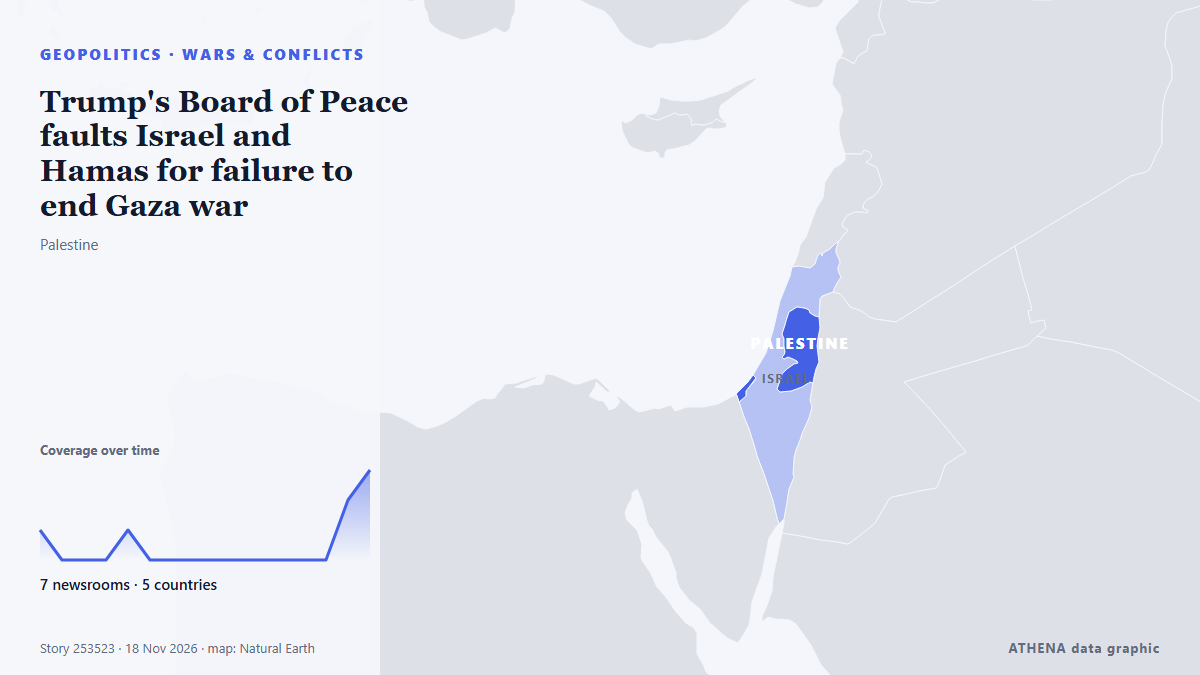 GEOPOLITICS · WARS & CONFLICTS
Trump's Board of Peace
faults Israel and
Hamas for failure to
end Gaza war
Palestine
PALESTINE
ISRAEL
Coverage over time
7 newsrooms · 5 countries
Story 253523 · 18 Nov 2026 · map: Natural Earth
ATHENA data graphic